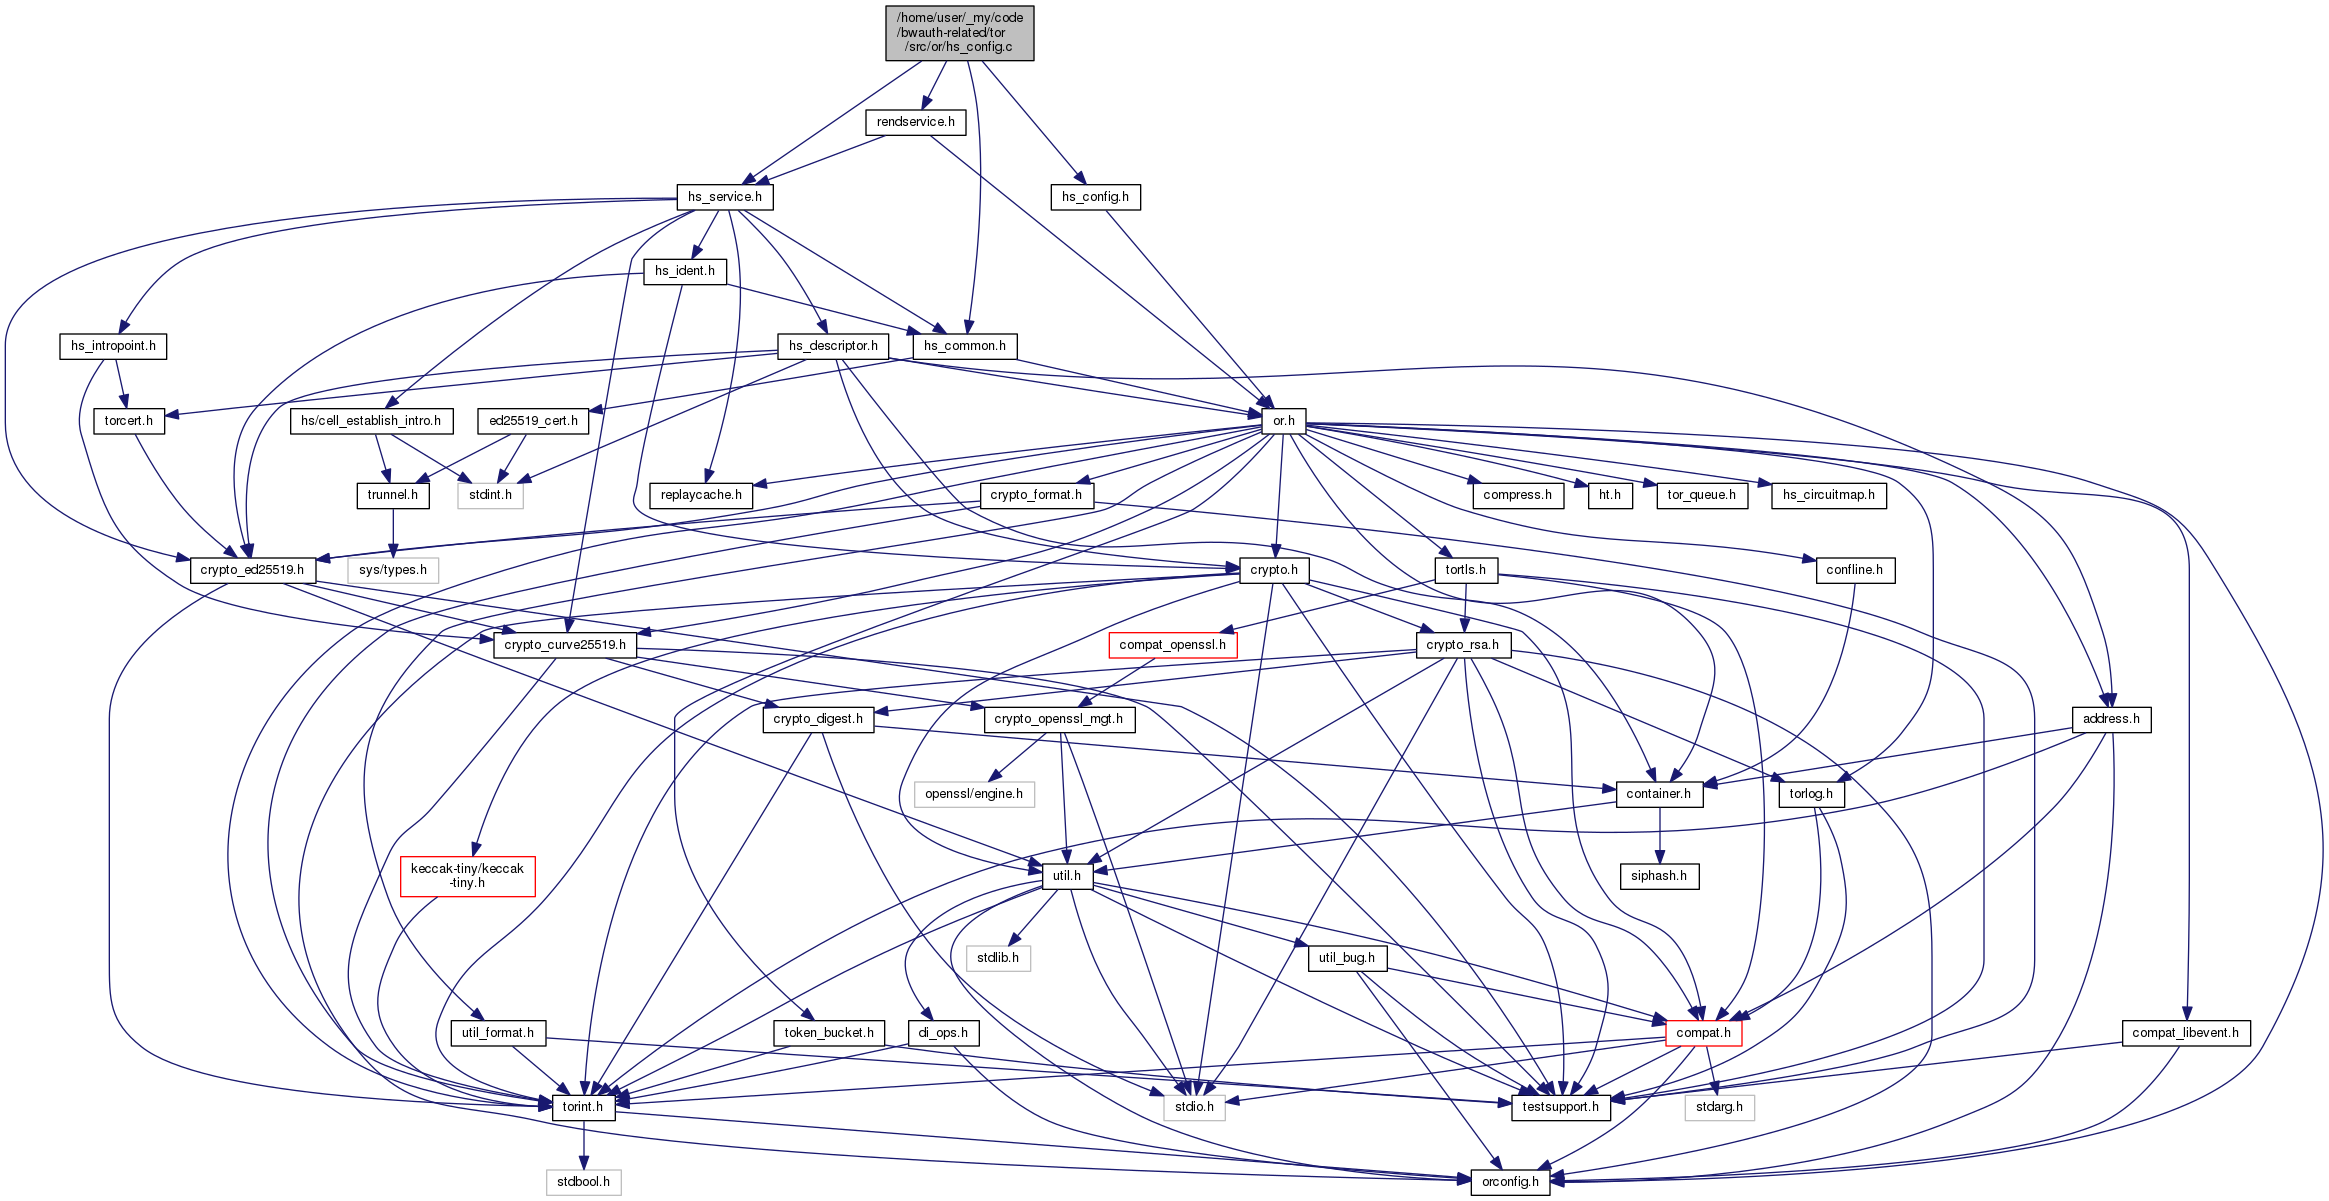 /home/user/_my/code
/bwauth-related/tor
/src/or/hs_config.c
rendservice.h
hs_service.h
hs_config.h
hs_ident.h
hs_intropoint.h
hs_descriptor.h
hs_common.h
torcert.h
hs/cell_establish_intro.h
ed25519_cert.h
or.h
trunnel.h
stdint.h
replaycache.h
crypto_format.h
compress.h
ht.h
tor_queue.h
hs_circuitmap.h
crypto_ed25519.h
sys/types.h
crypto.h
tortls.h
confline.h
crypto_curve25519.h
compat_openssl.h
crypto_rsa.h
crypto_digest.h
crypto_openssl_mgt.h
address.h
openssl/engine.h
container.h
torlog.h
keccak-tiny/keccak
-tiny.h
util.h
siphash.h
stdlib.h
util_bug.h
util_format.h
token_bucket.h
di_ops.h
compat.h
compat_libevent.h
torint.h
stdio.h
testsupport.h
stdarg.h
stdbool.h
orconfig.h